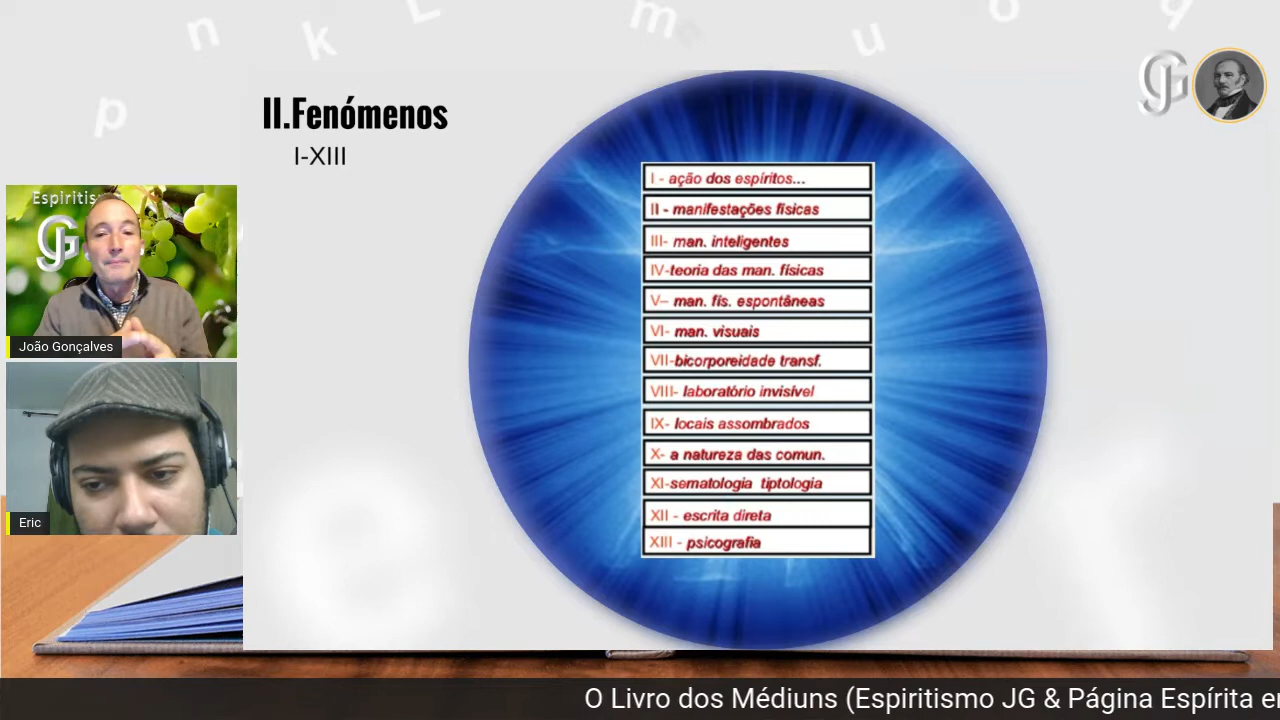 II.Fenómenos
I-XIII
I - ação dos espíritos...
II - manifestações físicas
III- man. inteligentes
IV-teoria das man. físicas
V– man. fís. espontâneas
VI- man. visuais
VII-bicorporeidade transf.
VIII- laboratório invisível
IX- locais assombrados
X- a natureza das comun.
XI-sematologia tiptologia
XII - escrita direta
XIII - psicografia
JG
Espiritis
JG
João Gonçalves
Eric
O Livro dos Médiuns (Espiritismo JG & Página Espírita e
n
k
L
m
u
o
q
p